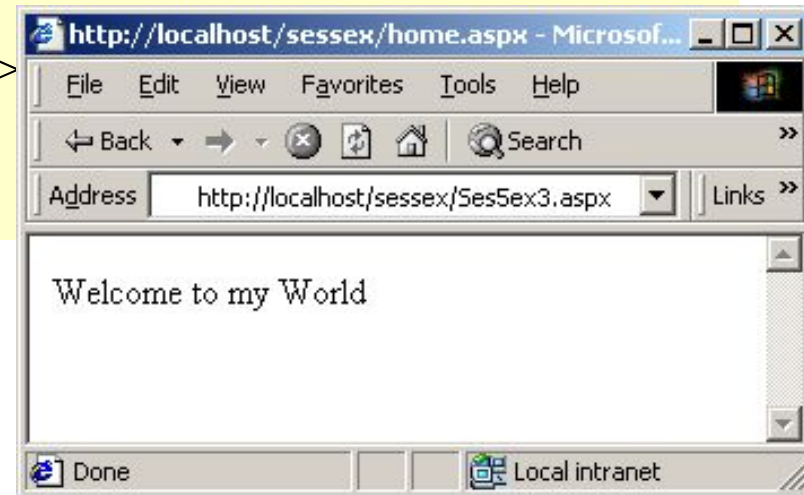 http://localhost/sessex/home.aspx - Microsof...
>
File Edit View Favorites Tools Help
Back Search »
Address http://localhost/sessex/Ses5ex3.aspx Links »
Welcome to my World
Done Local intranet